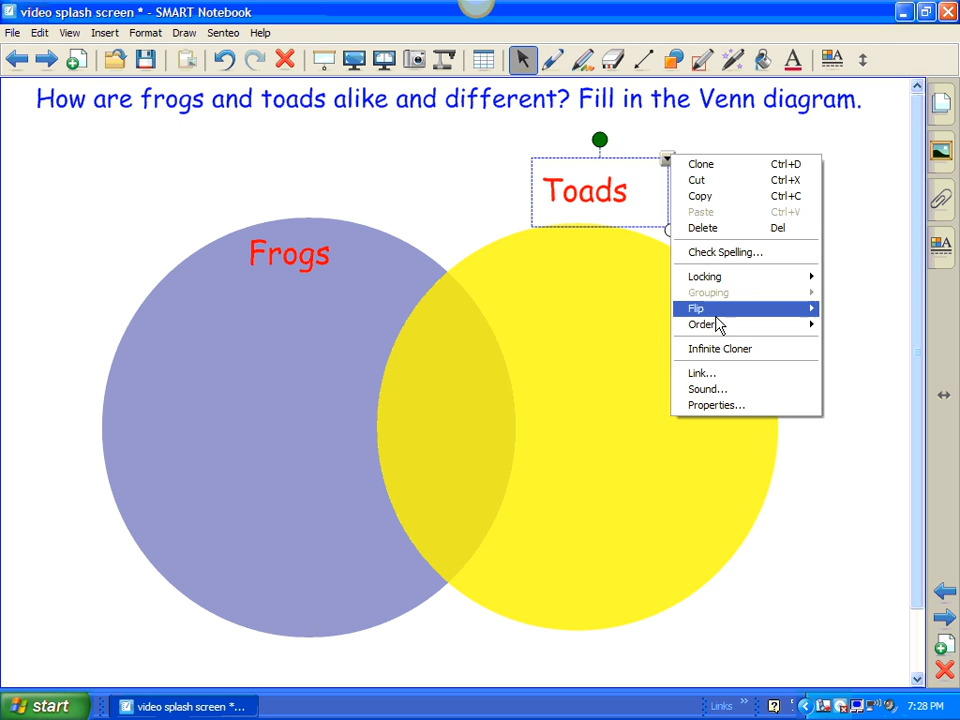 video splash screen * - SMART Notebook
File Edit View Insert Format Draw Senteo Help
How are frogs and toads alike and different? Fill in the Venn diagram.
Toads
Frogs
Clone Ctrl+D
Cut Ctrl+X
Copy Ctrl+C
Paste Ctrl+V
Delete Del
Check Spelling...
Locking
Grouping
Flip
Order
Infinite Cloner
Link...
Sound...
Properties...
start video splash screen *... Links » 7:28 PM